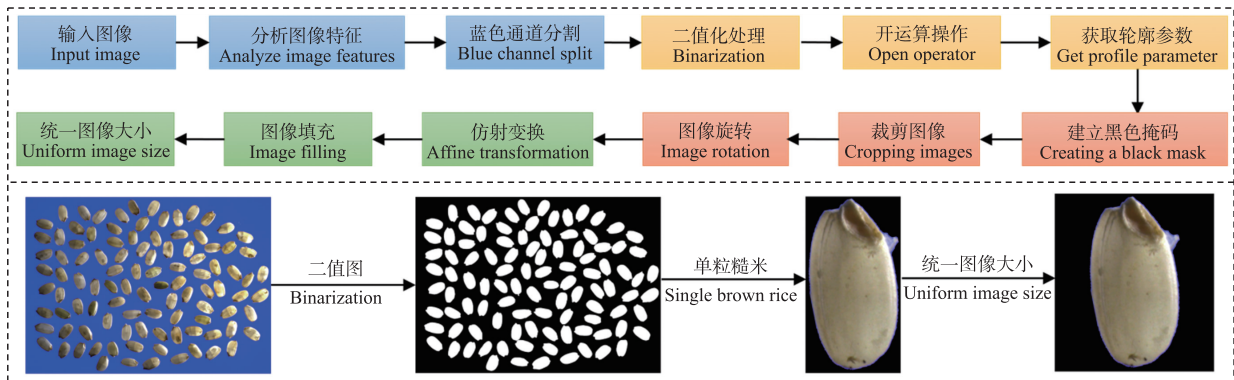 输入图像
Input image
分析图像特征
Analyze image features
蓝色通道分割
Blue channel split
二值化处理
Binarization
开运算操作
Open operator
获取轮廓参数
Get profile parameter
统一图像大小
Uniform image size
图像填充
Image filling
仿射变换
Affine transformation
图像旋转
Image rotation
裁剪图像
Cropping images
建立黑色掩码
Creating a black mask
二值图
Binarization
单粒糙米
Single brown rice
统一图像大小
Uniform image size